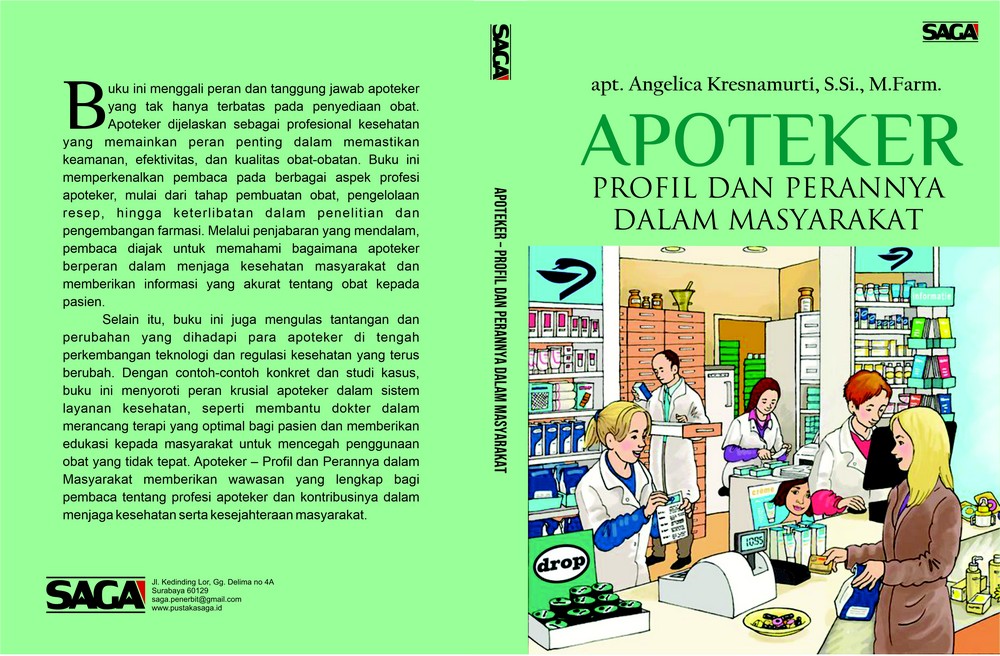 Buku ini menggali peran dan tanggung jawab apoteker
yang tak hanya terbatas pada penyediaan obat.
Apoteker dijelaskan sebagai profesional kesehatan
yang memainkan peran penting dalam memastikan
keamanan, efektivitas, dan kualitas obat-obatan. Buku ini
memperkenalkan pembaca pada berbagai aspek profesi
apoteker, mulai dari tahap pembuatan obat, pengelolaan
resep, hingga keterlibatan dalam penelitian dan
pengembangan farmasi. Melalui penjabaran yang mendalam,
pembaca diajak untuk memahami bagaimana apoteker
berperan dalam menjaga kesehatan masyarakat dan
memberikan informasi yang akurat tentang obat kepada
pasien.
Selain itu, buku ini juga mengulas tantangan dan
perubahan yang dihadapi para apoteker di tengah
perkembangan teknologi dan regulasi kesehatan yang terus
berubah. Dengan contoh-contoh konkret dan studi kasus,
buku ini menyoroti peran krusial apoteker dalam sistem
layanan kesehatan, seperti membantu dokter dalam
merancang terapi yang optimal bagi pasien dan memberikan
edukasi kepada masyarakat untuk mencegah penggunaan
obat yang tidak tepat. Apoteker – Profil dan Perannya dalam
Masyarakat memberikan wawasan yang lengkap bagi
pembaca tentang profesi apoteker dan kontribusinya dalam
menjaga kesehatan serta kesejahteraan masyarakat.
SAGA
Jl. Kedinding Lor, Gg. Delima no 4A
Surabaya 60129
saga.penerbit@gmail.com
www.pustakasaga.id
SAGA
APOTEKER – PROFIL DAN PERANNYA DALAM MASYARAKAT
SAGA
apt. Angelica Kresnamurti, S.Si., M.Farm.
APOTEKER
PROFIL DAN PERANNYA
DALAM MASYARAKAT
informatie
creme
1095
drop